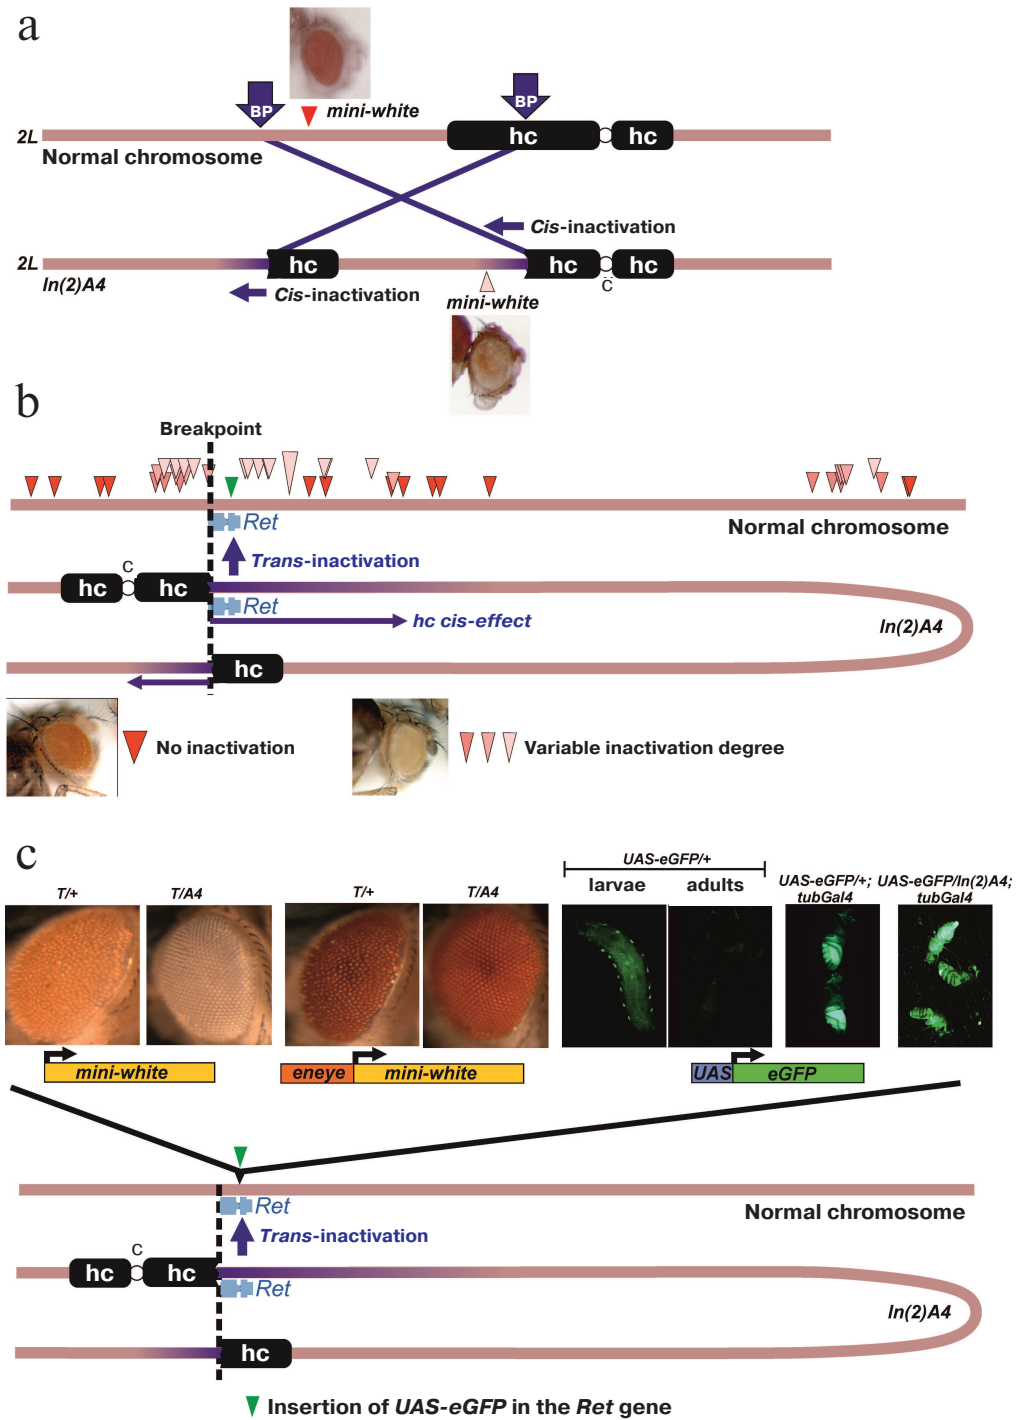 a
BP
mini-white
BP
2L
hc
hc
Normal chromosome
Cis-inactivation
2L
hc
hc
hc
In(2)A4
Cis-inactivation
mini-white
C
b
Breakpoint
Ret
Normal chromosome
Trans-inactivation
C
hc
hc
Ret
hc cis-effect
In(2)A4
hc
No inactivation
Variable inactivation degree
c
UAS-eGFP/+
T/+
T/A4
T/+
T/A4
larvae
adults
UAS-eGFP/+;
tubGal4
UAS-eGFP/In(2)A4;
tubGal4
mini-white
eneye
mini-white
UAS
eGFP
Ret
Normal chromosome
Trans-inactivation
C
hc
hc
Ret
In(2)A4
hc
Insertion of UAS-eGFP in the Ret gene